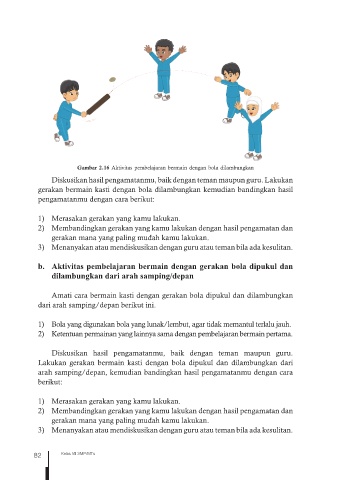 Gambar 2.16 Aktivitas pembelajaran bermain dengan bola dilambungkan
Diskusikan hasil pengamatanmu, baik dengan teman maupun guru. Lakukan
gerakan bermain kasti dengan bola dilambungkan kemudian bandingkan hasil
pengamatanmu dengan cara berikut:
1) Merasakan gerakan yang kamu lakukan.
2) Membandingkan gerakan yang kamu lakukan dengan hasil pengamatan dan
gerakan mana yang paling mudah kamu lakukan.
3) Menanyakan atau mendiskusikan dengan guru atau teman bila ada kesulitan.
b. Aktivitas pembelajaran bermain dengan gerakan bola dipukul dan
dilambungkan dari arah samping/depan
Amati cara bermain kasti dengan gerakan bola dipukul dan dilambungkan
dari arah samping/depan berikut ini.
1) Bola yang digunakan bola yang lunak/lembut, agar tidak memantul terlalu jauh.
2) Ketentuan permainan yang lainnya sama dengan pembelajaran bermain pertama.
Diskusikan hasil pengamatanmu, baik dengan teman maupun guru.
Lakukan gerakan bermain kasti dengan bola dipukul dan dilambungkan dari
arah samping/depan, kemudian bandingkan hasil pengamatanmu dengan cara
berikut:
1) Merasakan gerakan yang kamu lakukan.
2) Membandingkan gerakan yang kamu lakukan dengan hasil pengamatan dan
gerakan mana yang paling mudah kamu lakukan.
3) Menanyakan atau mendiskusikan dengan guru atau teman bila ada kesulitan.
82 Kelas VII SMP/MTs